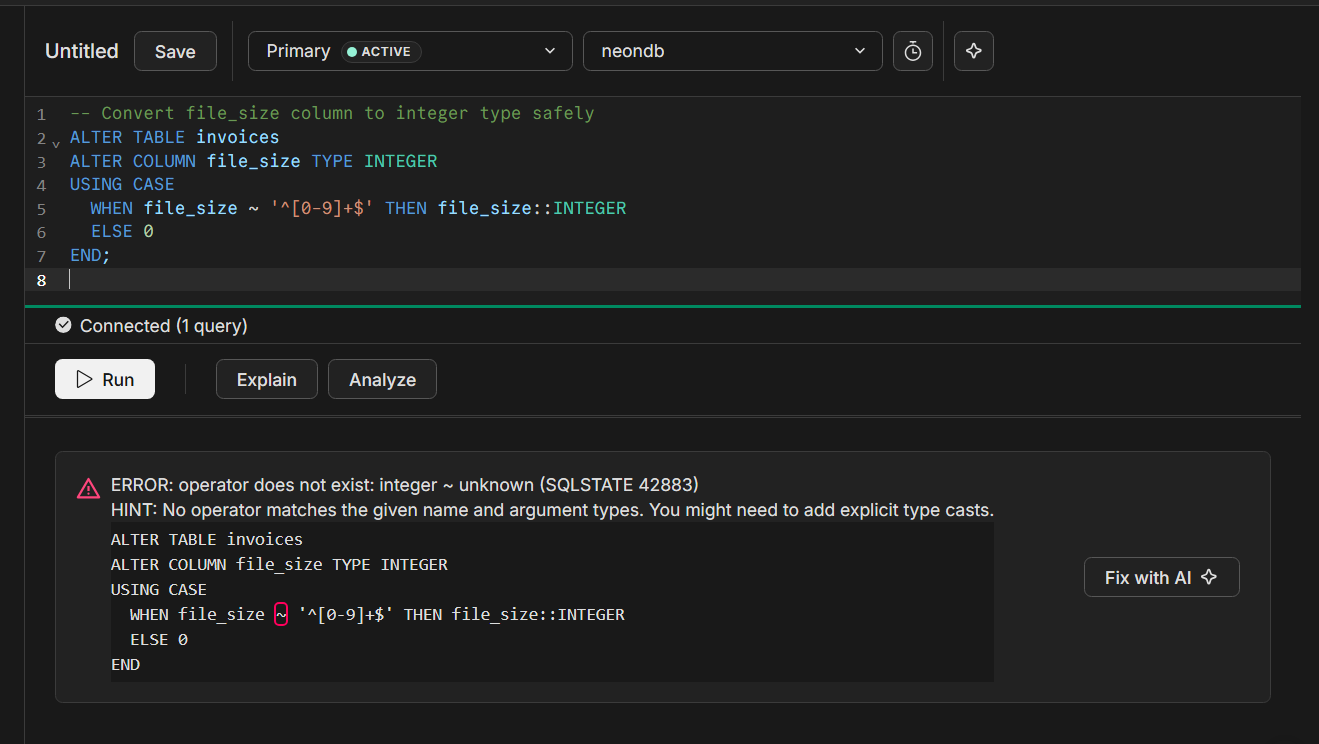 Untitled
Save
Primary
ACTIVE
neondb
1 -- Convert file_size column to integer type safely
2 ALTER TABLE invoices
3 ALTER COLUMN file_size TYPE INTEGER
4 USING CASE
5   WHEN file_size ~ '^[0-9]+$' THEN file_size::INTEGER
6   ELSE 0
7 END;
8
Connected (1 query)
Run
Explain
Analyze
ERROR: operator does not exist: integer ~ unknown (SQLSTATE 42883)
HINT: No operator matches the given name and argument types. You might need to add explicit type casts.
ALTER TABLE invoices
ALTER COLUMN file_size TYPE INTEGER
USING CASE
  WHEN file_size ~ '^[0-9]+$' THEN file_size::INTEGER
  ELSE 0
END
Fix with AI